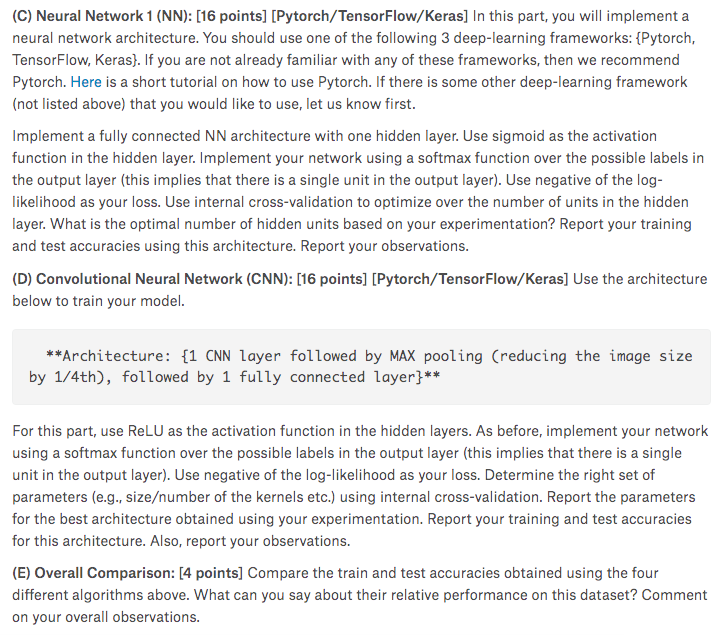 (C) Neural Network 1 (NN): [16 points] [Pytorch/TensorFlow/Keras] In this part, you will implement a
neural network architecture. You should use one of the following 3 deep-learning frameworks: {Pytorch,
TensorFlow, Keras}. If you are not already familiar with any of these frameworks, then we recommend
Pytorch. Here is a short tutorial on how to use Pytorch. If there is some other deep-learning framework
(not listed above) that you would like to use, let us know first.
Implement a fully connected NN architecture with one hidden layer. Use sigmoid as the activation
function in the hidden layer. Implement your network using a softmax function over the possible labels in
the output layer (this implies that there is a single unit in the output layer). Use negative of the log-
likelihood as your loss. Use internal cross-validation to optimize over the number of units in the hidden
layer. What is the optimal number of hidden units based on your experimentation? Report your training
and test accuracies using this architecture. Report your observations.
(D) Convolutional Neural Network (CNN): [16 points] [Pytorch/TensorFlow/Keras] Use the architecture
below to train your model.
**Architecture: {1 CNN layer followed by MAX pooling (reducing the image size
by 1/4th), followed by 1 fully connected layer}**
For this part, use ReLU as the activation function in the hidden layers. As before, implement your network
using a softmax function over the possible labels in the output layer (this implies that there is a single
unit in the output layer). Use negative of the log-likelihood as your loss. Determine the right set of
parameters (e.g., size/number of the kernels etc.) using internal cross-validation. Report the parameters
for the best architecture obtained using your experimentation. Report your training and test accuracies
for this architecture. Also, report your observations.
(E) Overall Comparison: [4 points] Compare the train and test accuracies obtained using the four
different algorithms above. What can you say about their relative performance on this dataset? Comment
on your overall observations.